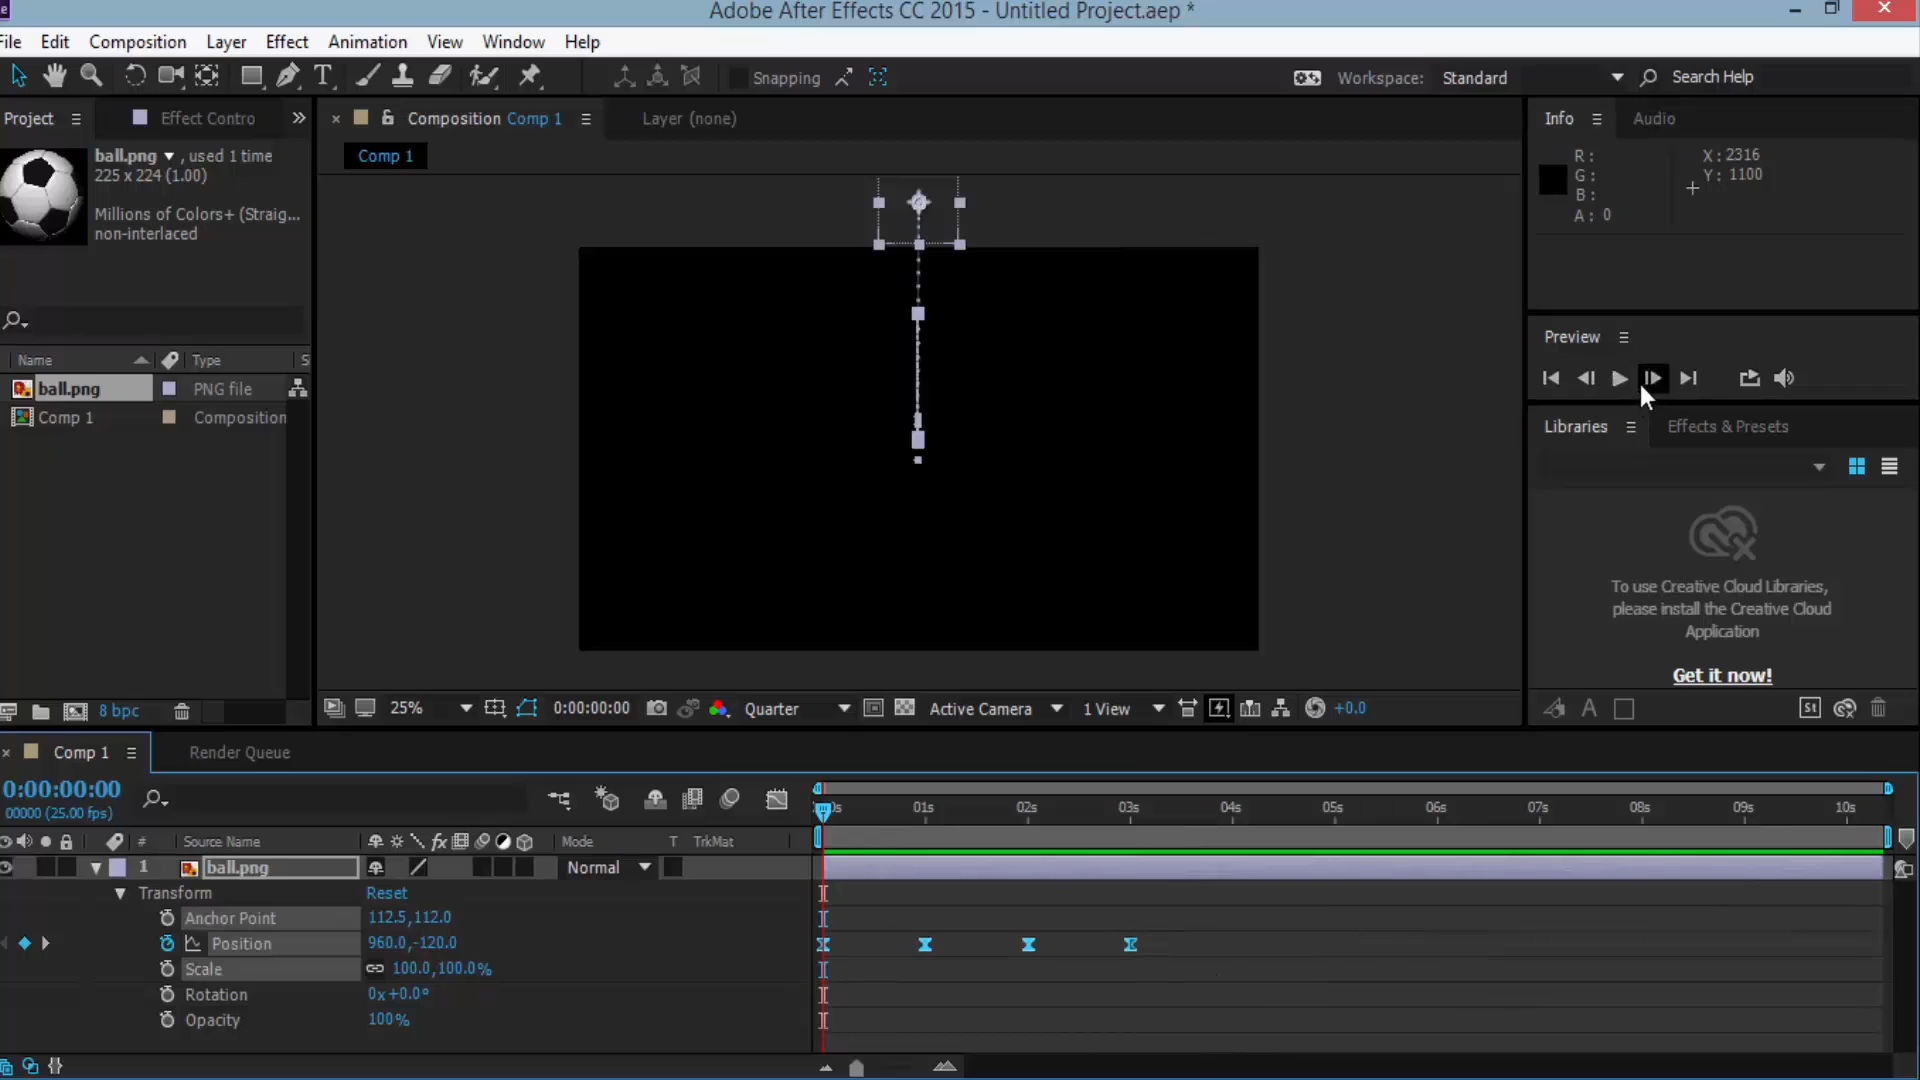 Adobe After Effects CC 2015 - Untitled Project.aep *
File Edit Composition Layer Effect Animation View Window Help
T Snapping Workspace: Standard Search Help
Project Effect Contro
ball.png , used 1 time
225 x 224 (1.00)
Millions of Colors+ (Straig...
non-interlaced
Name Type S
ball.png PNG file
Comp 1 Composition
8 bpc
Composition Comp 1 Layer (none)
Comp 1
25% 0:00:00:00 Quarter Active Camera 1 View +0.0
Info Audio
R: X: 2316
G: Y: 1100
B:
A: 0
Preview
Libraries Effects & Presets
To use Creative Cloud Libraries,
please install the Creative Cloud
Application
Get it now!
A St
Comp 1 Render Queue
0:00:00:00
00000 (25.00 fps)
0s 01s 02s 03s 04s 05s 06s 07s 08s 09s 10s
# Source Name fx Mode T TrkMat
1 ball.png Normal
Transform Reset
Anchor Point 112.5,112.0
Position 960.0,-120.0
Scale 100.0,100.0%
Rotation 0x+0.0°
Opacity 100%